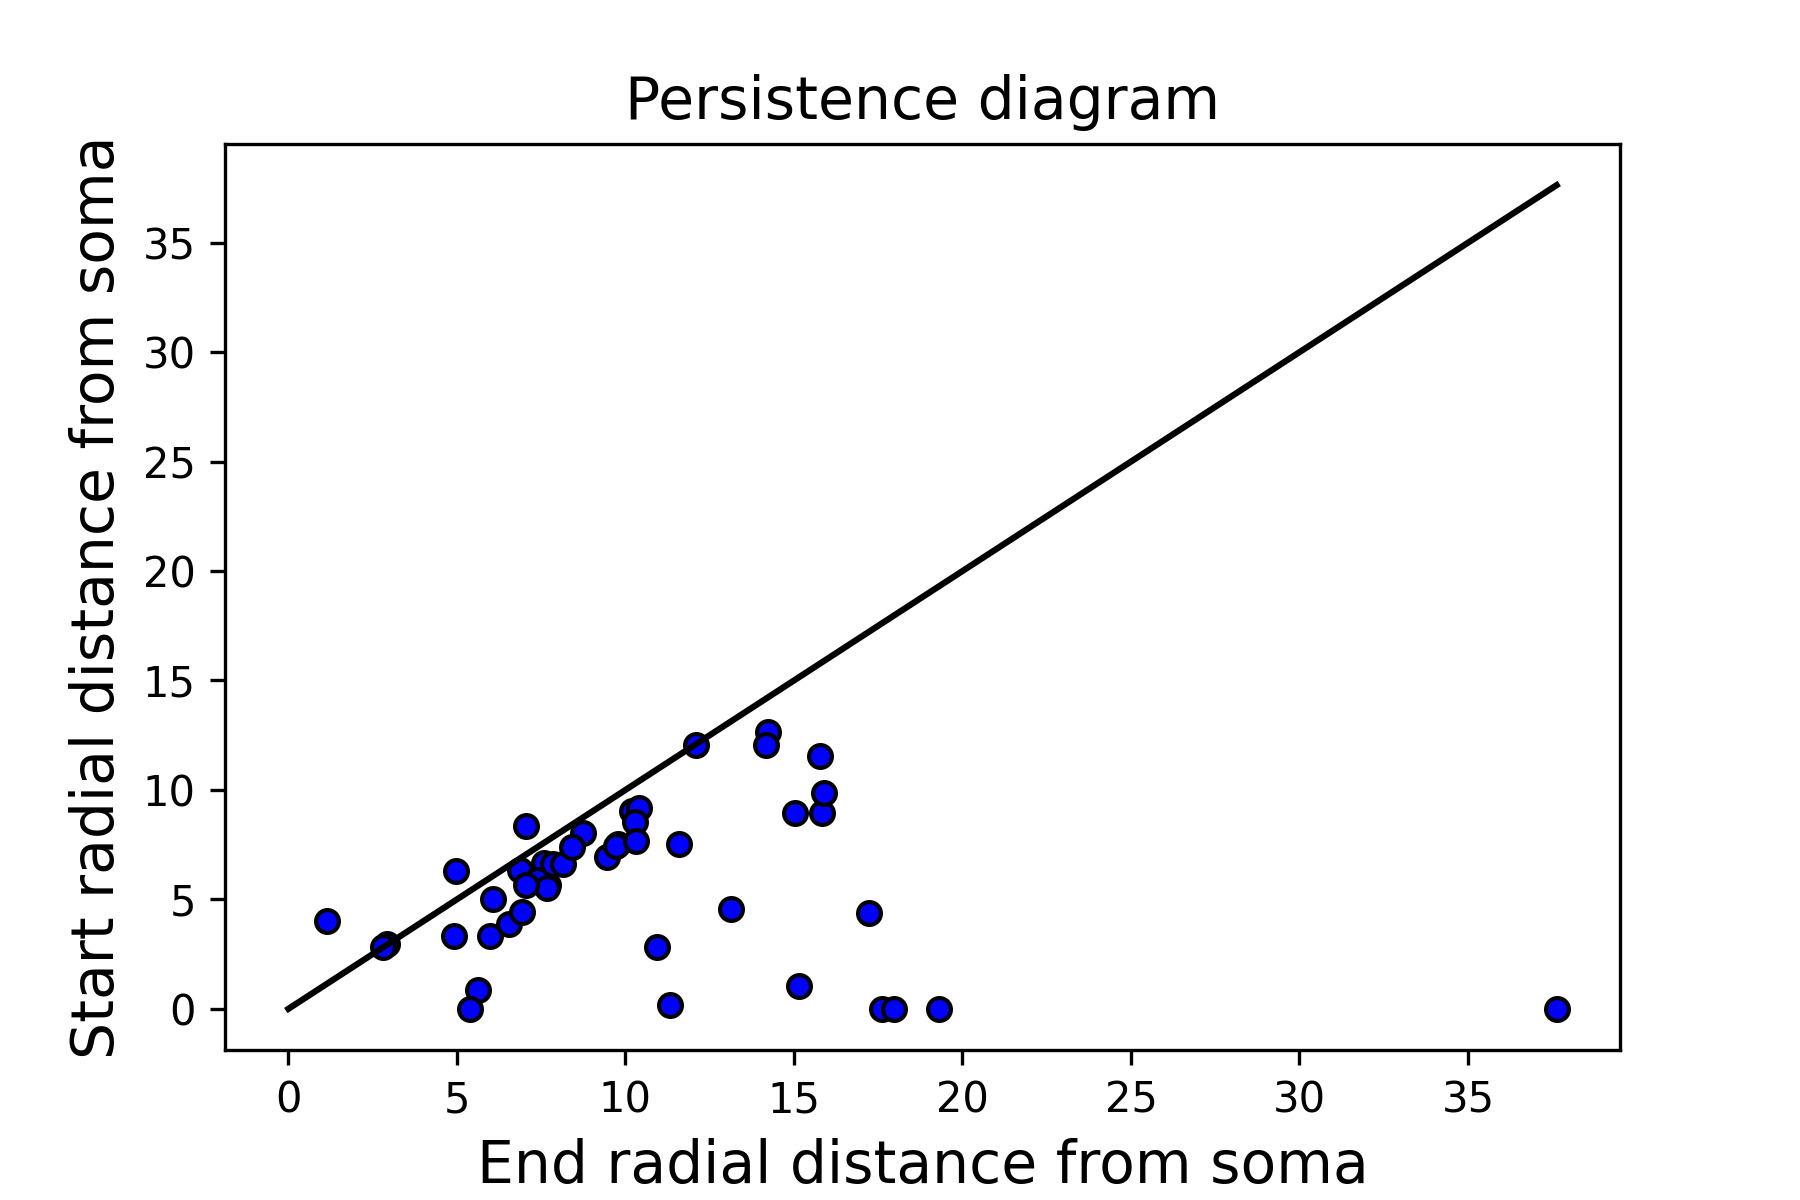 Persistence diagram
Start radial distance from soma
35
30
25
20
15
10
5
0
0 5 10 15 20 25 30 35
End radial distance from soma